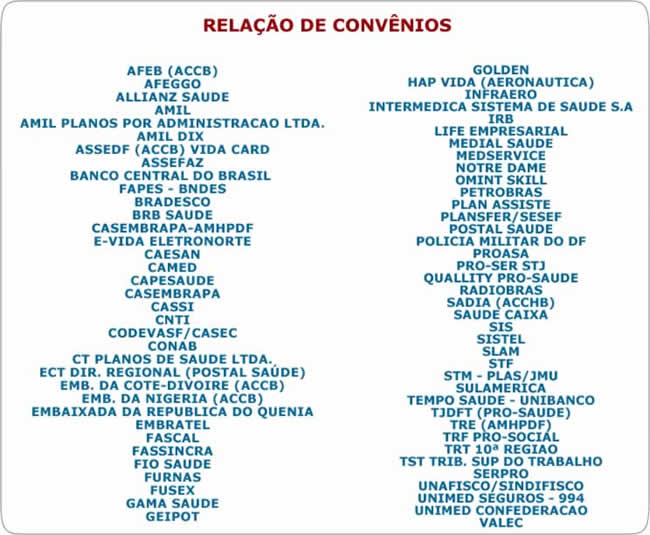 RELAÇÃO DE CONVÊNIOS
AFEB (ACCB)
AFEGGO
ALLIANZ SAUDE
AMIL
AMIL PLANOS POR ADMINISTRACAO LTDA.
AMIL DIX
ASSEDF (ACCB) VIDA CARD
ASSEFAZ
BANCO CENTRAL DO BRASIL
FAPES - BNDES
BRADESCO
BRB SAUDE
CASEMBRAPA-AMHPDF
E-VIDA ELETRONORTE
CAESAN
CAMED
CAPESAUDE
CASEMBRAPA
CASSI
CNTI
CODEVASF/CASEC
CONAB
CT PLANOS DE SAUDE LTDA.
ECT DIR. REGIONAL (POSTAL SAÚDE)
EMB. DA COTE-DIVOIRE (ACCB)
EMB. DA NIGERIA (ACCB)
EMBAIXADA DA REPUBLICA DO QUENIA
EMBRATEL
FASCAL
FASSINCRA
FIO SAUDE
FURNAS
FUSEX
GAMA SAUDE
GEIPOT
GOLDEN
HAP VIDA (AERONAUTICA)
INFRAERO
INTERMEDICA SISTEMA DE SAUDE S.A
IRB
LIFE EMPRESARIAL
MEDIAL SAUDE
MEDSERVICE
NOTRE DAME
OMINT SKILL
PETROBRAS
PLAN ASSISTE
PLANSFER/SESEF
POSTAL SAUDE
POLICIA MILITAR DO DF
PROASA
PRO-SER STJ
QUALLITY PRO-SAUDE
RADIOBRAS
SADIA (ACCHB)
SAUDE CAIXA
SIS
SISTEL
SLAM
STF
STM - PLAS/JMU
SULAMERICA
TEMPO SAUDE - UNIBANCO
TJDFT (PRO-SAUDE)
TRE (AMHPDF)
TRF PRO-SOCIAL
TRT 10ª REGIAO
TST TRIB. SUP DO TRABALHO
SERPRO
UNAFISCO/SINDIFISCO
UNIMED SEGUROS - 994
UNIMED CONFEDERACAO
VALEC